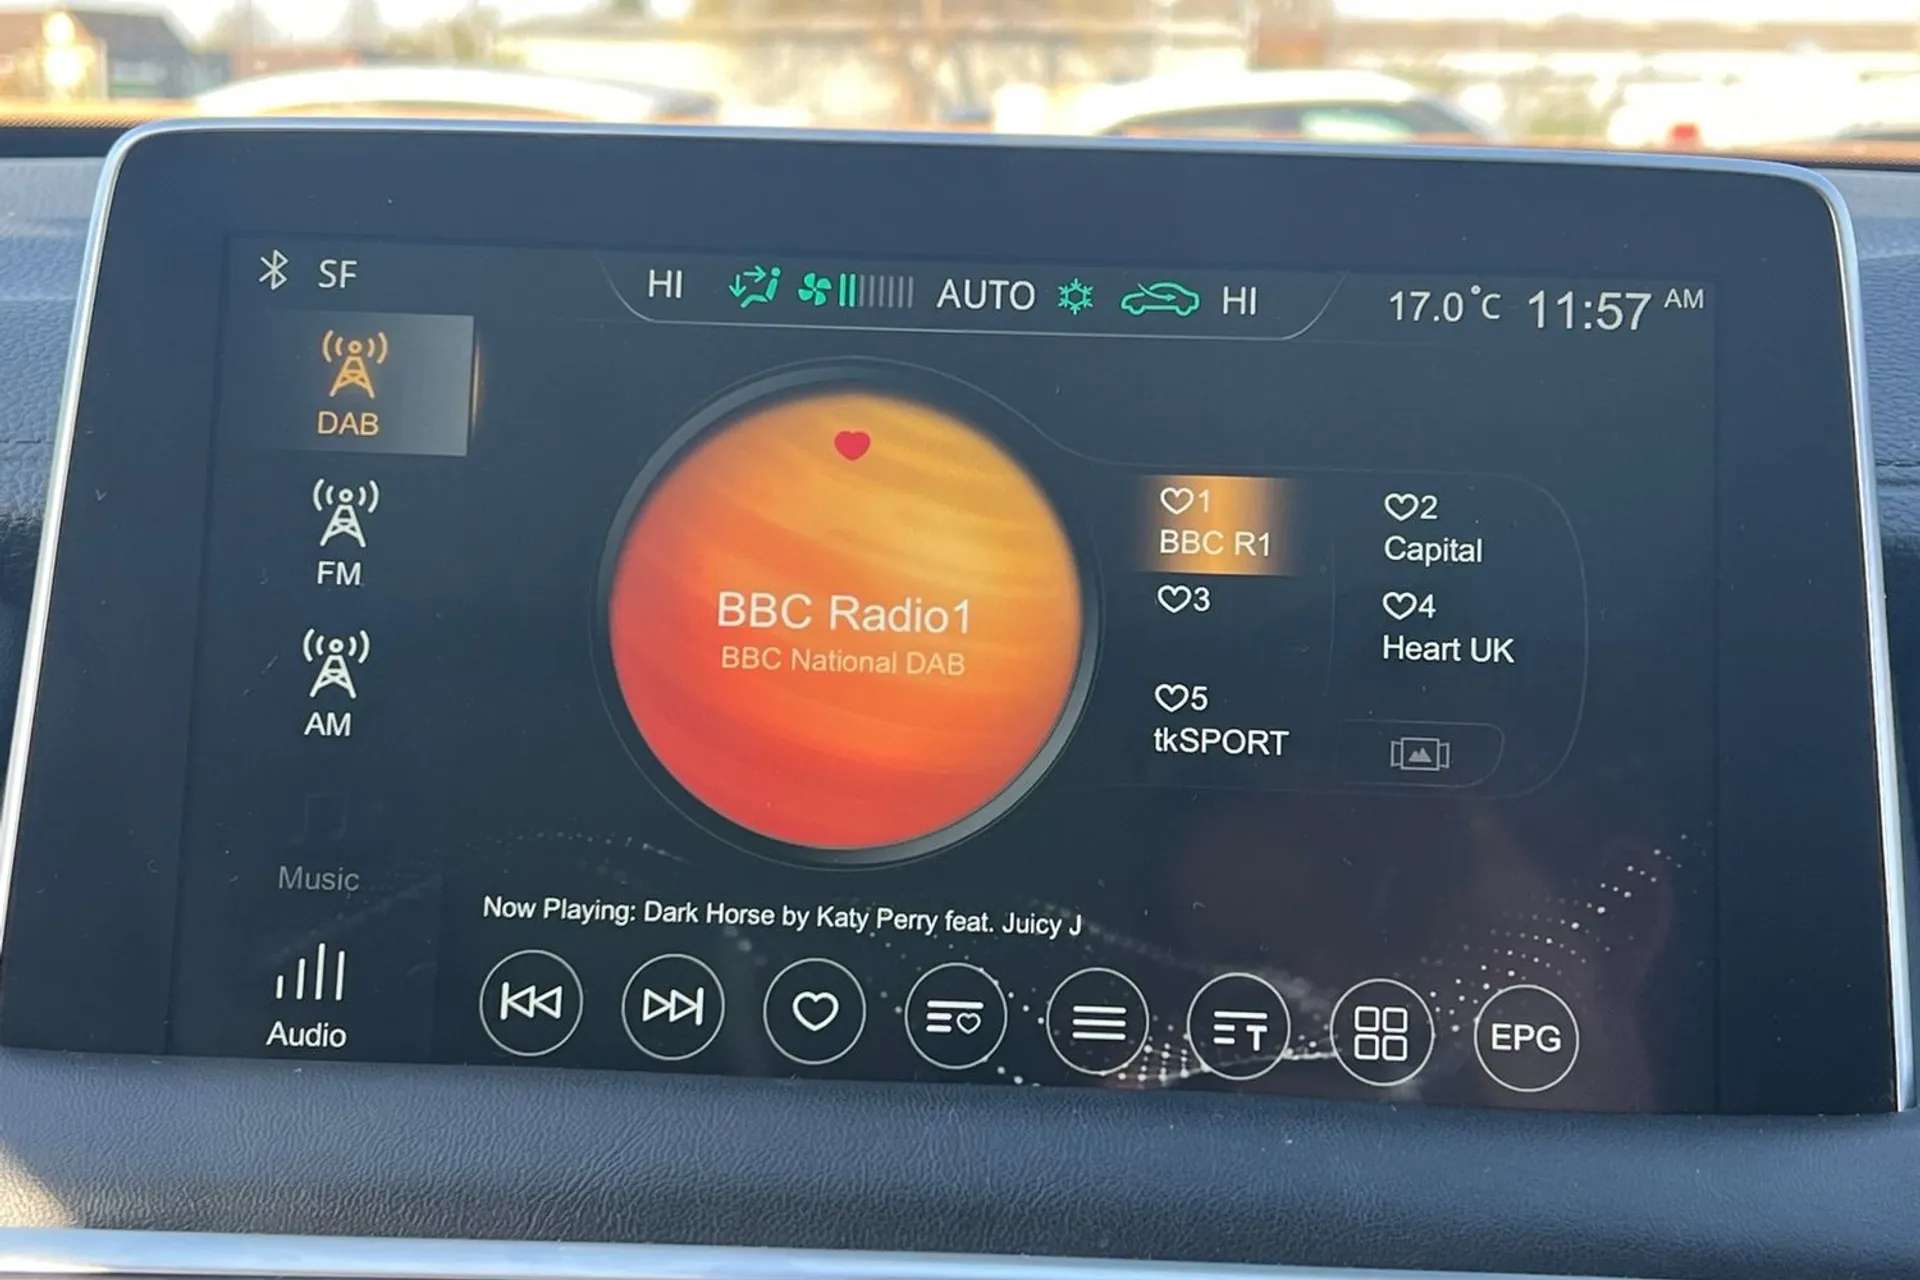 SF
HI AUTO HI
17.0°C 11:57 AM
DAB
FM
AM
Music
Audio
BBC Radio1
BBC National DAB
1
BBC R1
2
Capital
3
4
Heart UK
5
tkSPORT
Now Playing: Dark Horse by Katy Perry feat. Juicy J
T
EPG